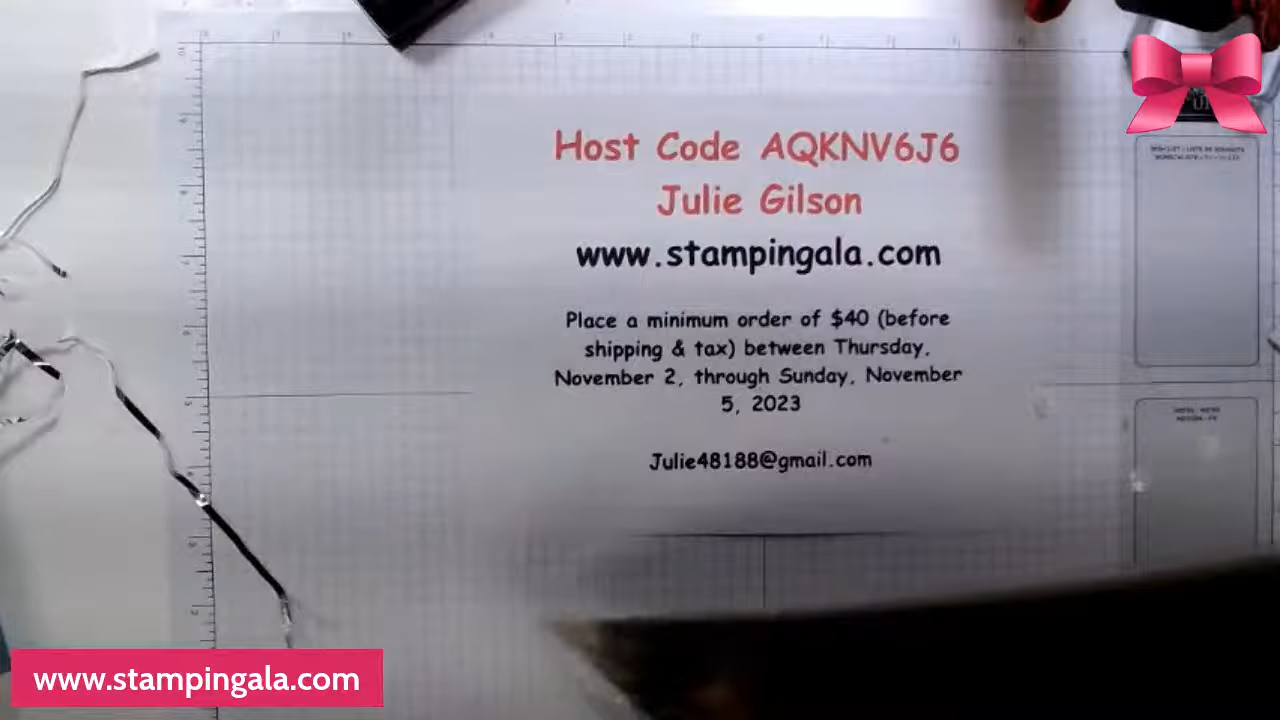 Host Code AQKNV6J6
Julie Gilson
www.stampingala.com
Place a minimum order of $40 (before
shipping & tax) between Thursday,
November 2, through Sunday, November
5, 2023
Julie48188@gmail.com
www.stampingala.com